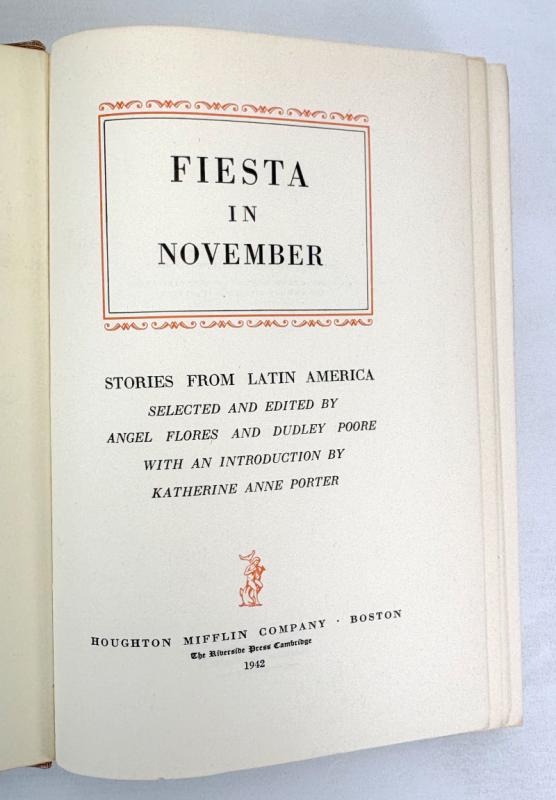 FIESTA
IN
NOVEMBER
STORIES FROM LATIN AMERICA
SELECTED AND EDITED BY
ANGEL FLORES AND DUDLEY POORE
WITH AN INTRODUCTION BY
KATHERINE ANNE PORTER
HOUGHTON MIFFLIN COMPANY · BOSTON
The Riverside Press Cambridge
1942